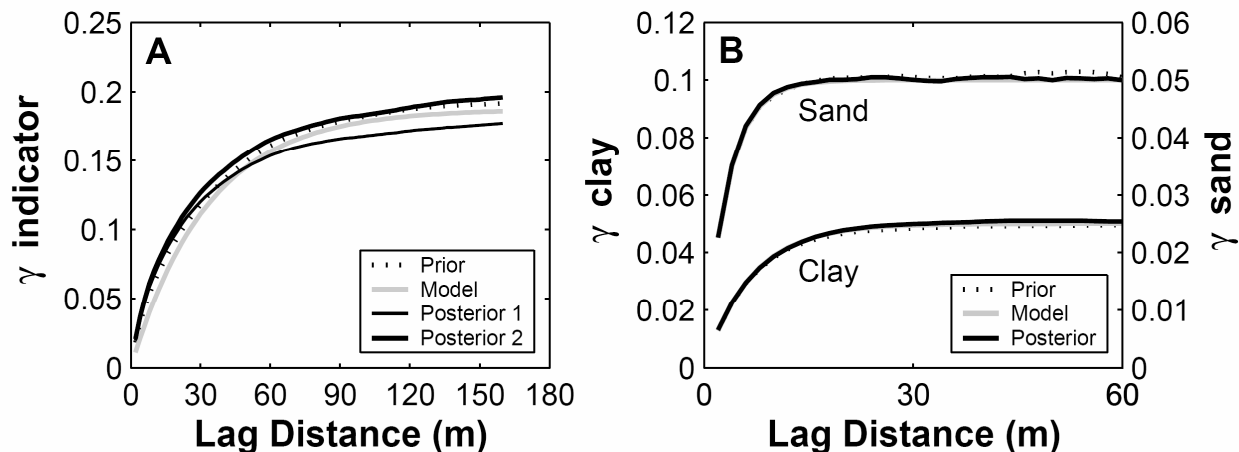 A
0.25
0.2
0.15
0.1
0.05
0
γ indicator
Prior
Model
Posterior 1
Posterior 2
0 30 60 90 120 150 180
Lag Distance (m)
B
0.12
0.1
0.08
0.06
0.04
0.02
0
γ clay
Sand
Clay
Prior
Model
Posterior
0.06
0.05
0.04
0.03
0.02
0.01
0
γ sand
0 30 60
Lag Distance (m)